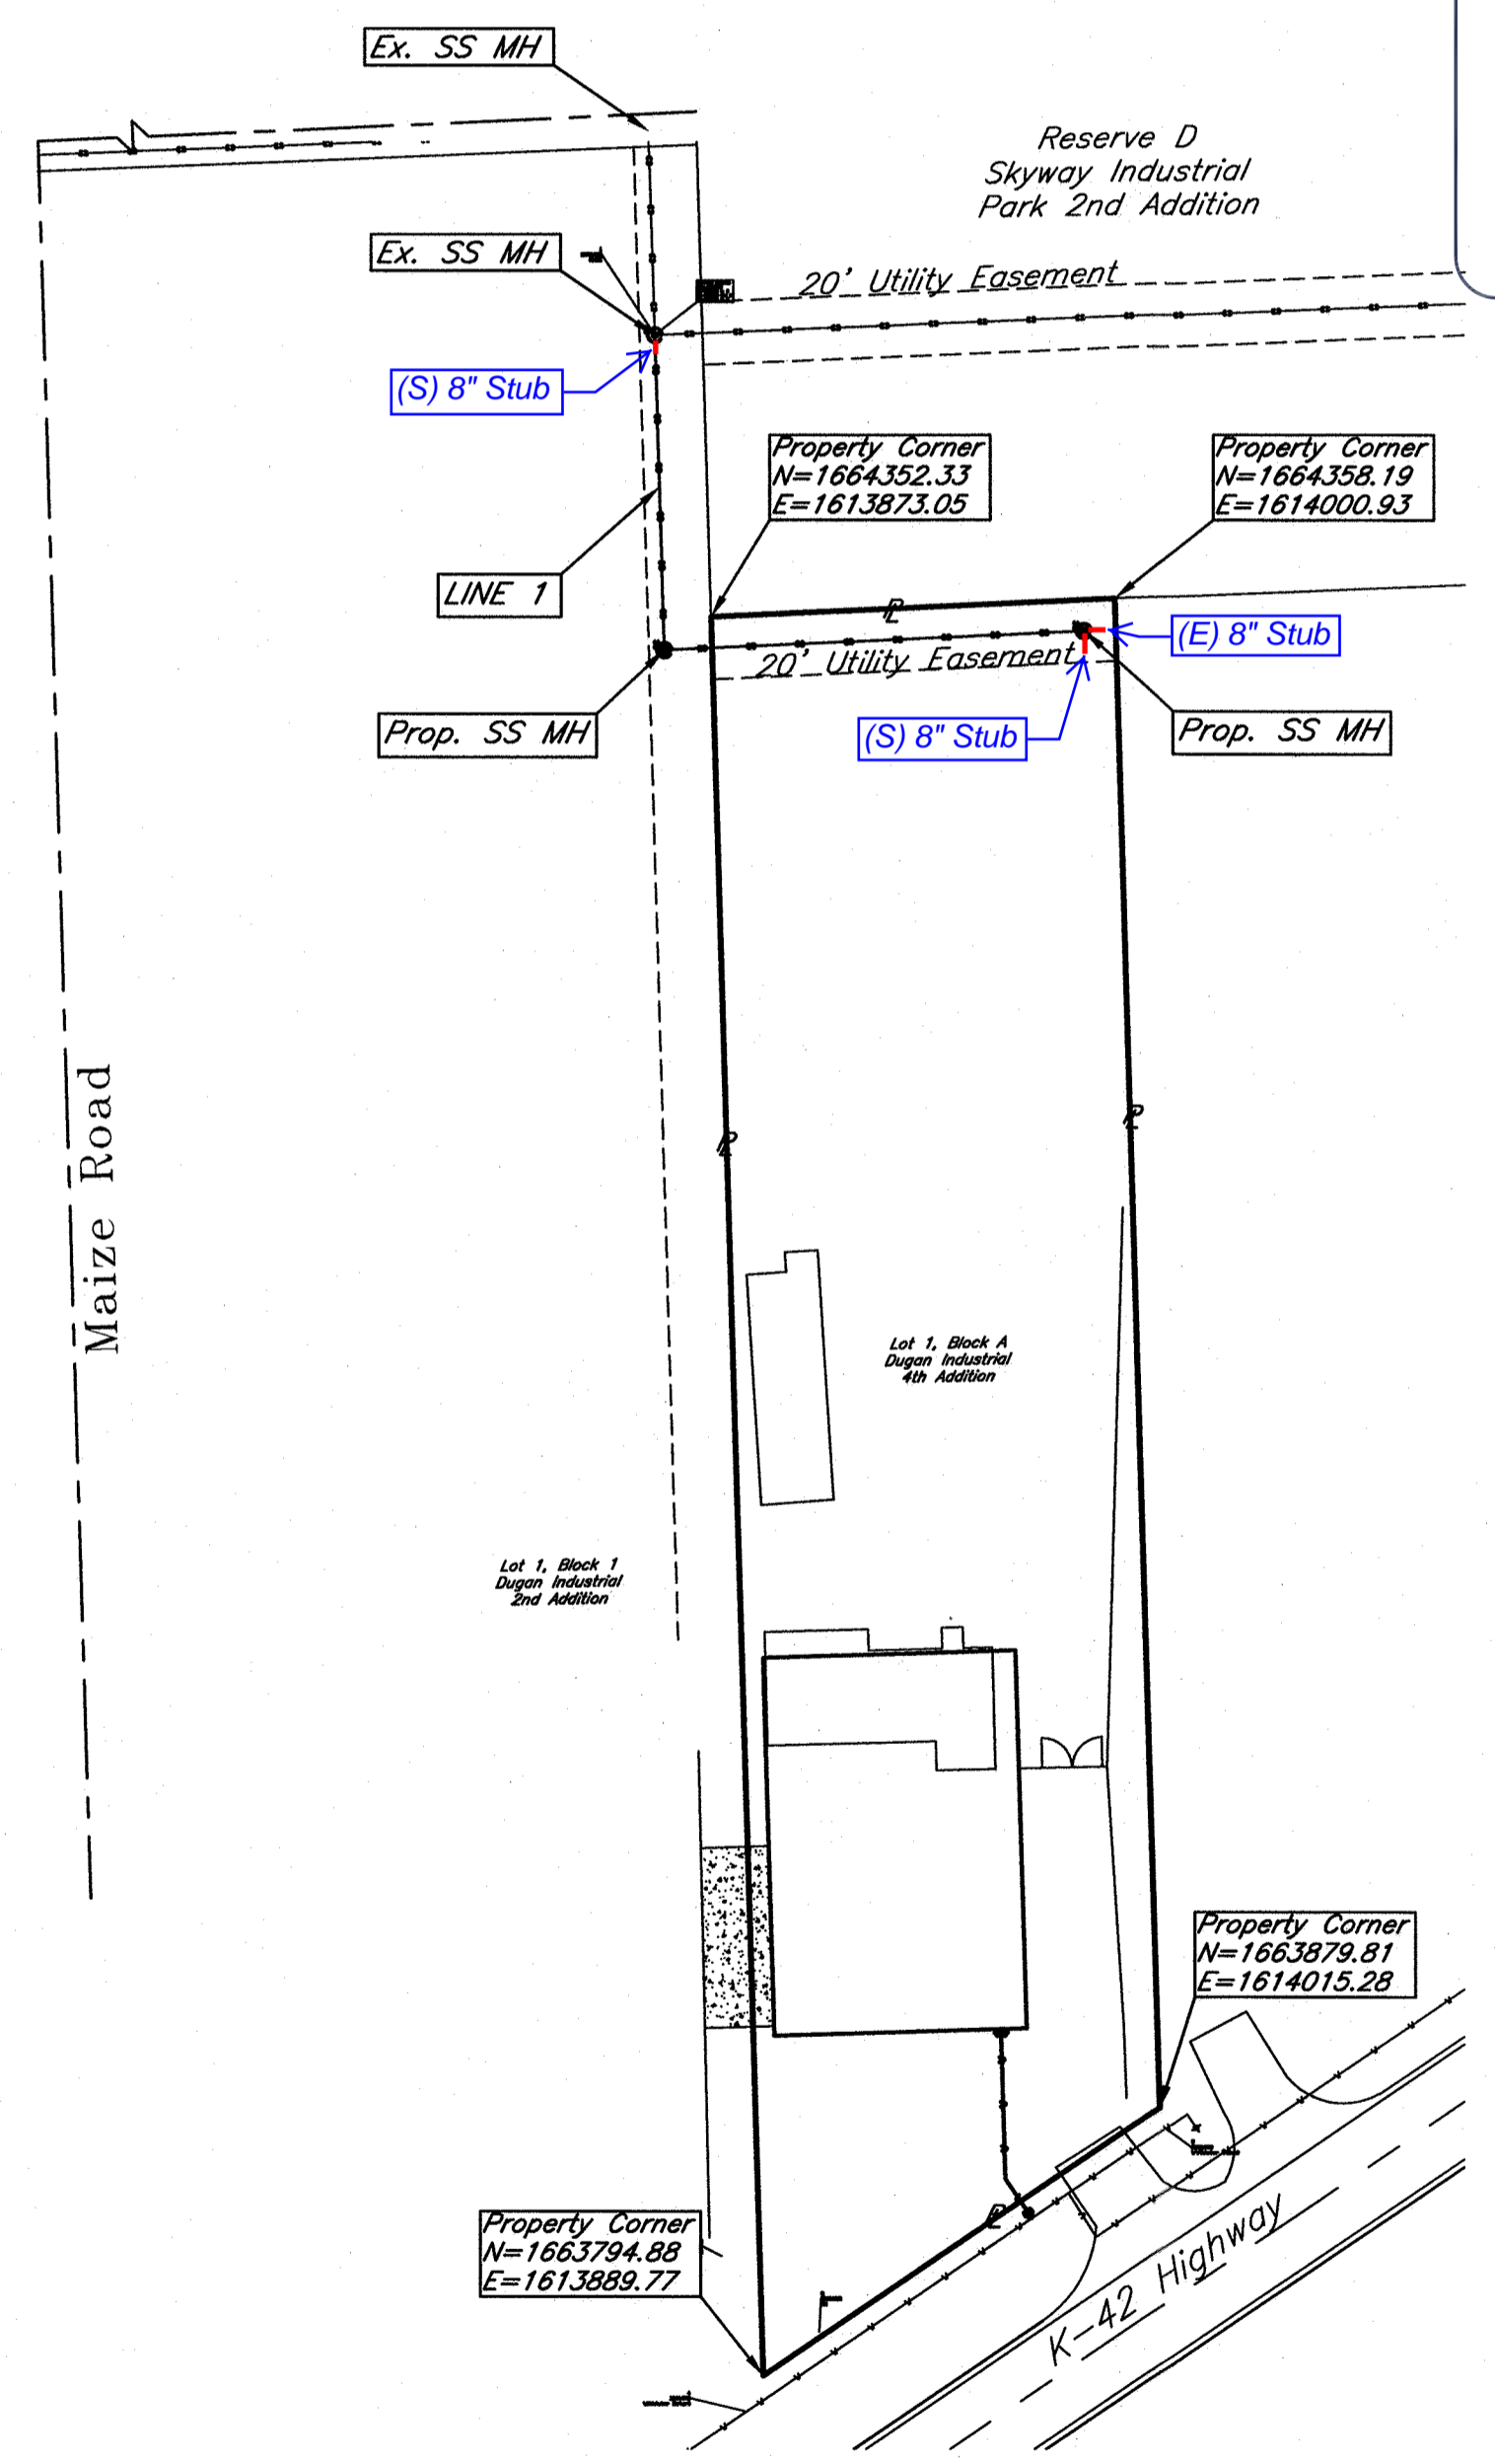 Ex. SS MH
Reserve D
Skyway Industrial
Park 2nd Addition
Ex. SS MH
20' Utility Easement
(S) 8" Stub
Property Corner
N=1664352.33
E=1613873.05
Property Corner
N=1664358.19
E=1614000.93
LINE 1
(E) 8" Stub
20' Utility Easement
Prop. SS MH
(S) 8" Stub
Prop. SS MH
Maize Road
Lot 1, Block A
Dugan Industrial
4th Addition
Lot 1, Block 1
Dugan Industrial
2nd Addition
Property Corner
N=1663879.81
E=1614015.28
Property Corner
N=1663794.88
E=1613889.77
K-42 Highway